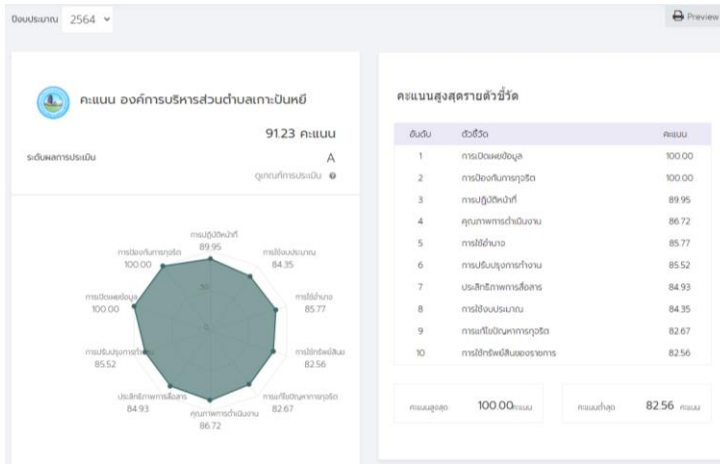 ปีงบประมาณ 2564
Preview
คะแนน องค์การบริหารส่วนตำบลเกาะปันหยี
91.23 คะแนน
ระดับผลการประเมิน A
ดูเกณฑ์การประเมิน
การปฏิบัติหน้าที่
89.95
การใช้งบประมาณ
84.35
การใช้อำนาจ
85.77
การใช้ทรัพย์สินข
82.56
การแก้ไขปัญหาการทุจริต
82.67
คุณภาพการดำเนินงาน
86.72
ประสิทธิภาพการสื่อสาร
84.93
การปรับปรุงการทำงาน
85.52
การเปิดเผยข้อมูล
100.00
การป้องกันการทุจริต
100.00
50
0
คะแนนสูงสุดรายตัวชี้วัด
อันดับ ตัวชี้วัด คะแนน
1 การเปิดเผยข้อมูล 100.00
2 การป้องกันการทุจริต 100.00
3 การปฏิบัติหน้าที่ 89.95
4 คุณภาพการดำเนินงาน 86.72
5 การใช้อำนาจ 85.77
6 การปรับปรุงการทำงาน 85.52
7 ประสิทธิภาพการสื่อสาร 84.93
8 การใช้งบประมาณ 84.35
9 การแก้ไขปัญหาการทุจริต 82.67
10 การใช้ทรัพย์สินของราชการ 82.56
คะแนนสูงสุด 100.00คะแนน
คะแนนต่ำสุด 82.56 คะแนน